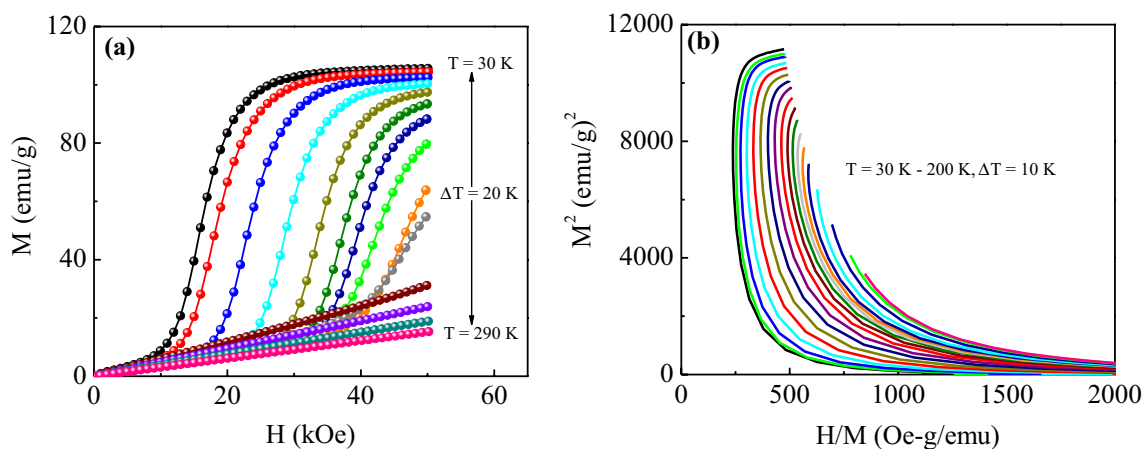 (a)
120
80
40
0
M (emu/g)
T = 30 K
ΔT = 20 K
T = 290 K
0 20 40 60
H (kOe)
(b)
12000
8000
4000
0
M² (emu/g)²
T = 30 K - 200 K, ΔT = 10 K
0 500 1000 1500 2000
H/M (Oe-g/emu)